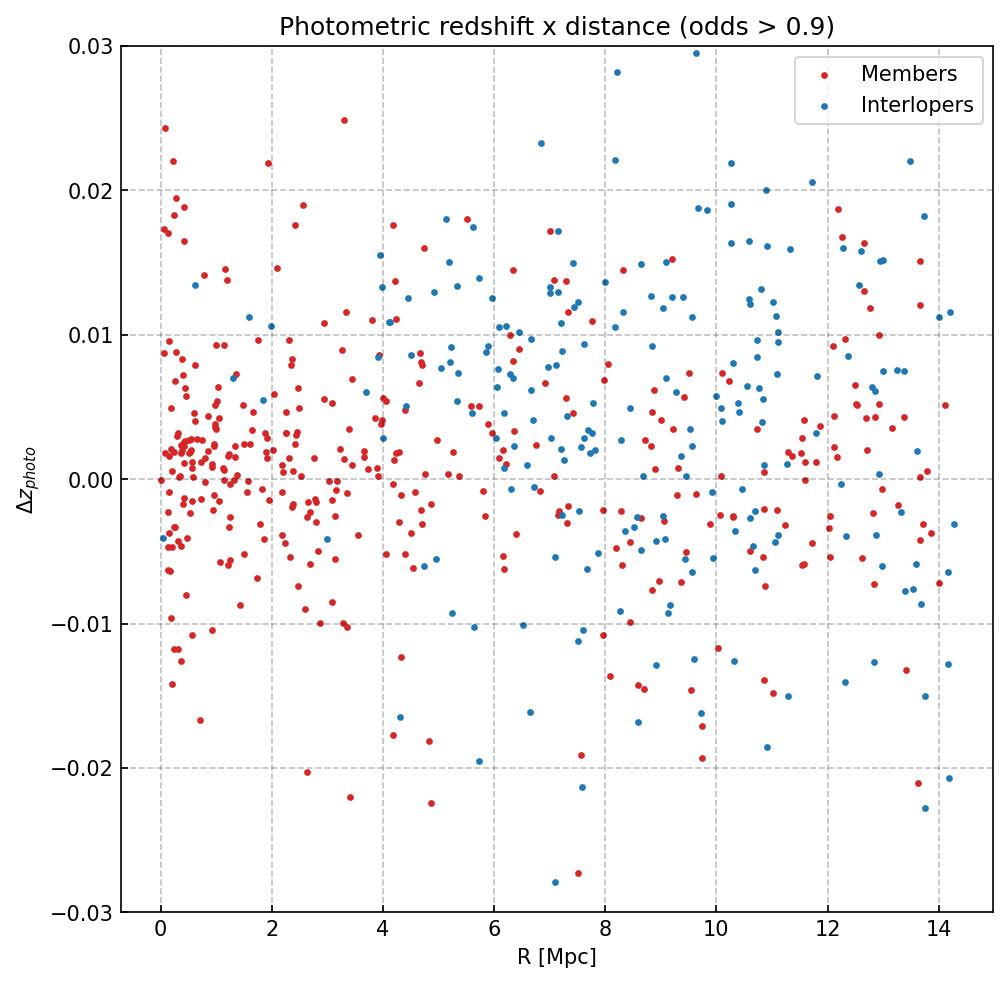 Photometric redshift x distance (odds > 0.9)
Members
Interlopers
0.03
0.02
0.01
0.00
−0.01
−0.02
−0.03
Δz_photo
0 2 4 6 8 10 12 14
R [Mpc]